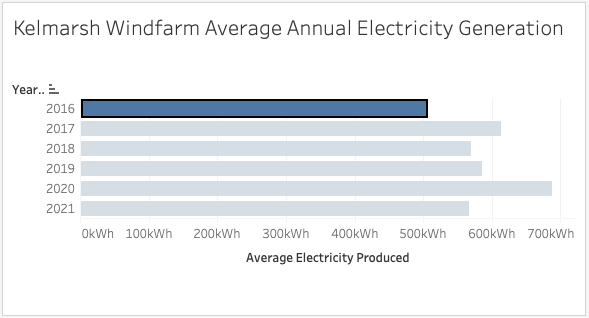 Kelmarsh Windfarm Average Annual Electricity Generation
Year..
2016
2017
2018
2019
2020
2021
0kWh 100kWh 200kWh 300kWh 400kWh 500kWh 600kWh 700kWh
Average Electricity Produced